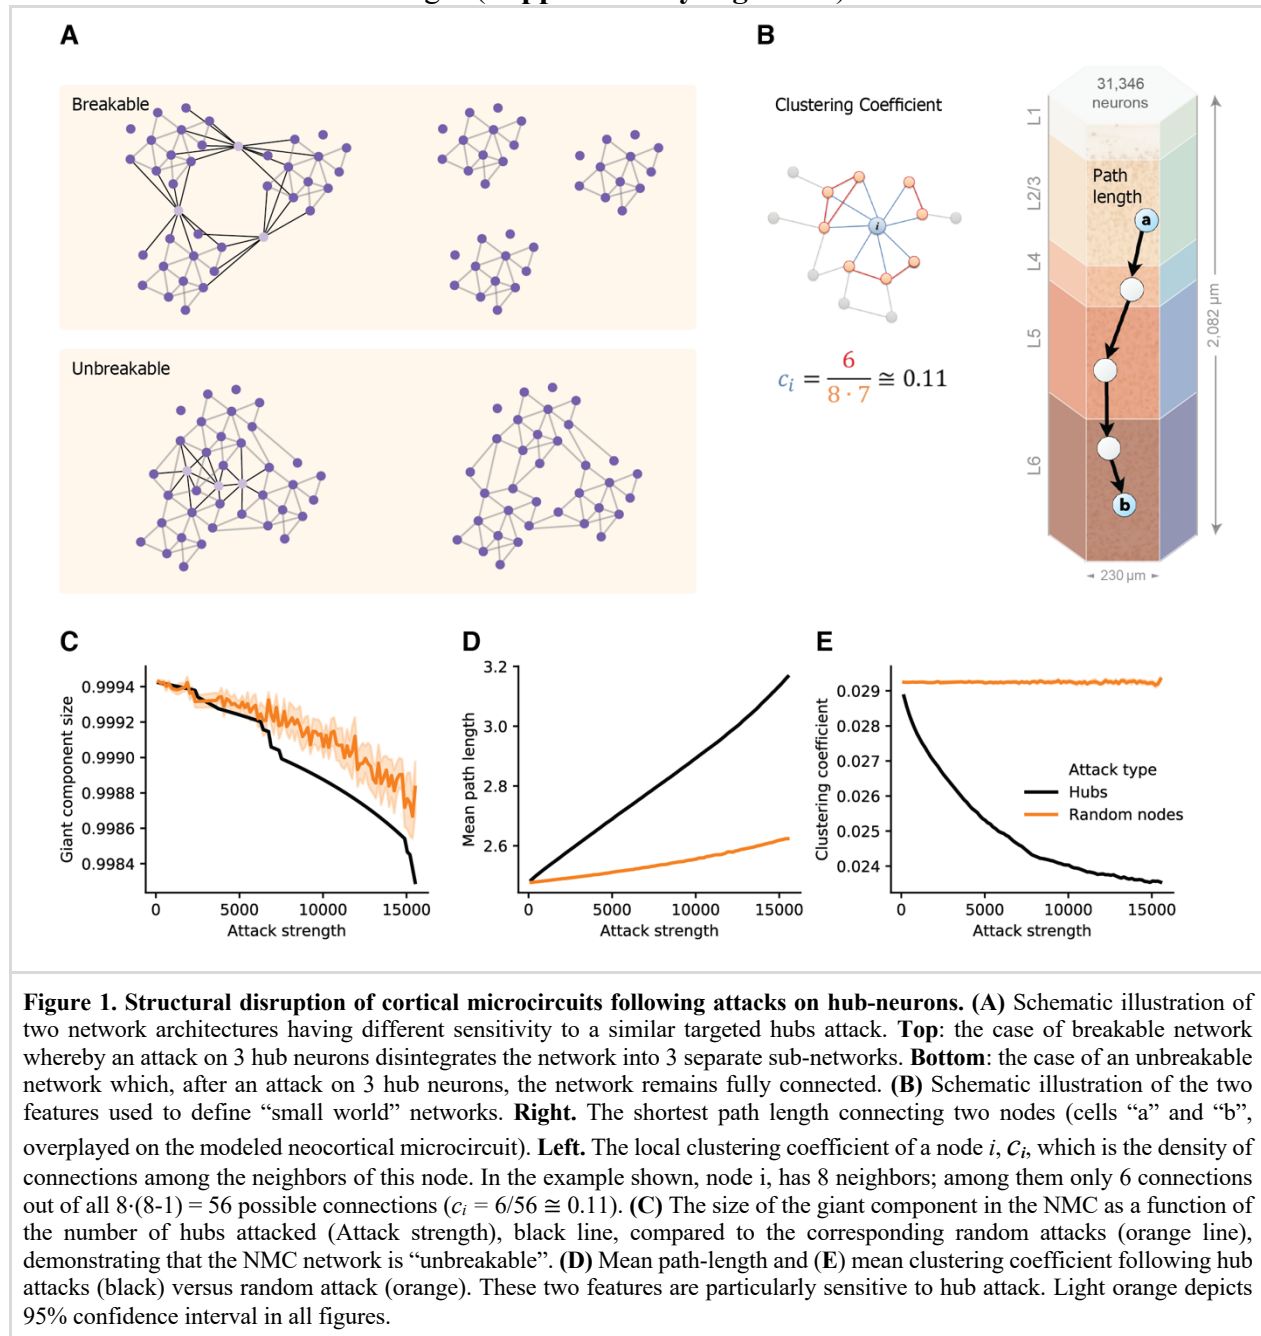 A
B
Breakable
Unbreakable
Clustering Coefficient
i
c_i = 6 / 8 · 7 ≅ 0.11
31,346
neurons
L1
L2/3
L4
L5
L6
Path
length
a
b
2,082 µm
230 µm
C
Giant component size
0.9994
0.9992
0.9990
0.9988
0.9986
0.9984
0
5000
10000
15000
Attack strength
D
Mean path length
3.2
3.0
2.8
2.6
0
5000
10000
15000
Attack strength
E
Clustering coefficient
0.029
0.028
0.027
0.026
0.025
0.024
Attack type
Hubs
Random nodes
0
5000
10000
15000
Attack strength
Figure 1. Structural disruption of cortical microcircuits following attacks on hub-neurons. (A) Schematic illustration of
two network architectures having different sensitivity to a similar targeted hubs attack. Top: the case of breakable network
whereby an attack on 3 hub neurons disintegrates the network into 3 separate sub-networks. Bottom: the case of an unbreakable
network which, after an attack on 3 hub neurons, the network remains fully connected. (B) Schematic illustration of the two
features used to define “small world” networks. Right. The shortest path length connecting two nodes (cells “a” and “b”,
overplayed on the modeled neocortical microcircuit). Left. The local clustering coefficient of a node i, c_i, which is the density of
connections among the neighbors of this node. In the example shown, node i, has 8 neighbors; among them only 6 connections
out of all 8·(8-1) = 56 possible connections (c_i = 6/56 ≅ 0.11). (C) The size of the giant component in the NMC as a function of
the number of hubs attacked (Attack strength), black line, compared to the corresponding random attacks (orange line),
demonstrating that the NMC network is “unbreakable”. (D) Mean path-length and (E) mean clustering coefficient following hub
attacks (black) versus random attack (orange). These two features are particularly sensitive to hub attack. Light orange depicts
95% confidence interval in all figures.